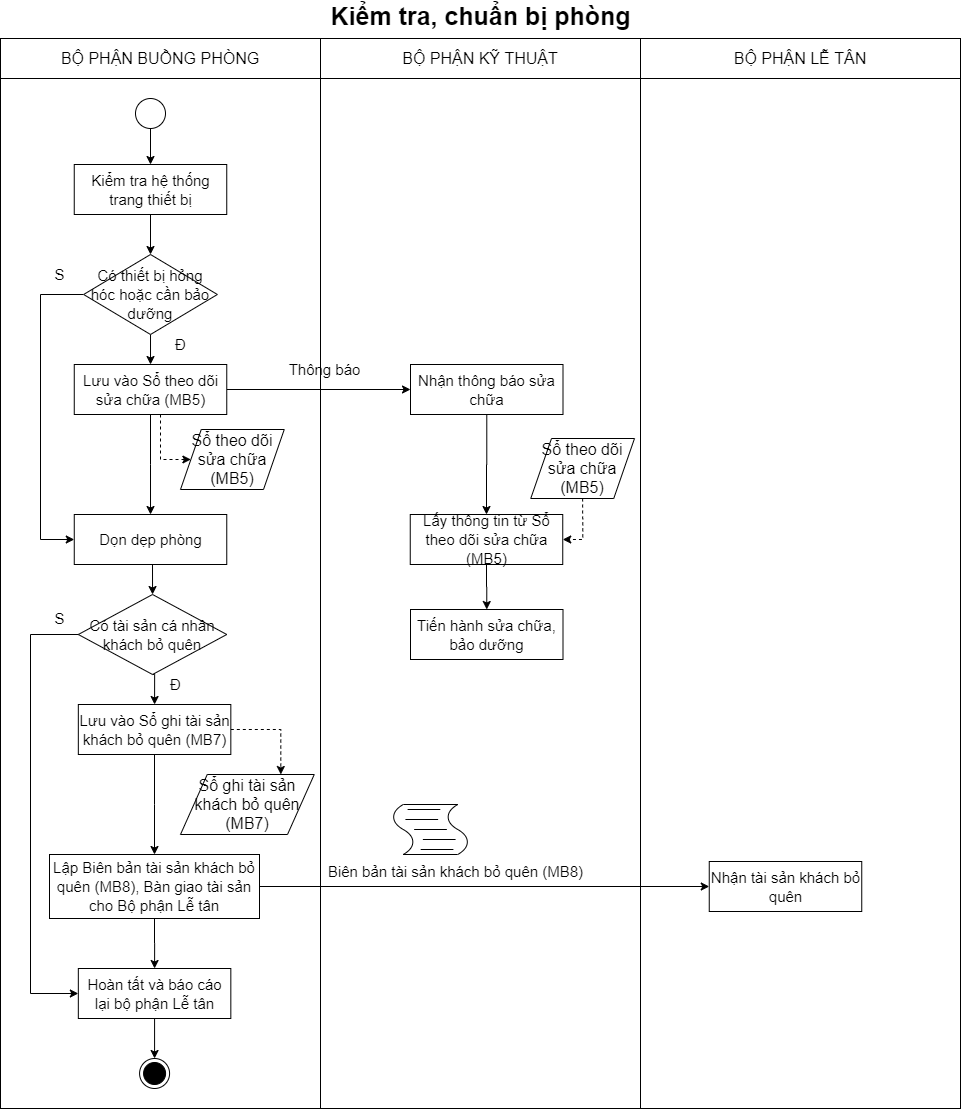 Kiểm tra, chuẩn bị phòng
BỘ PHẬN BUỒNG PHÒNG
BỘ PHẬN KỸ THUẬT
BỘ PHẬN LỄ TÂN
Kiểm tra hệ thống
trang thiết bị
S
Có thiết bị hỏng
hóc hoặc cần bảo
dưỡng
Đ
Lưu vào Sổ theo dõi
sửa chữa (MB5)
Thông báo
Nhận thông báo sửa
chữa
Sổ theo dõi
sửa chữa
(MB5)
Sổ theo dõi
sửa chữa
(MB5)
Dọn dẹp phòng
Lấy thông tin từ Sổ
theo dõi sửa chữa
(MB5)
S
Có tài sản cá nhân
khách bỏ quên
Tiến hành sửa chữa,
bảo dưỡng
Đ
Lưu vào Sổ ghi tài sản
khách bỏ quên (MB7)
Sổ ghi tài sản
khách bỏ quên
(MB7)
Lập Biên bản tài sản khách bỏ
quên (MB8), Bàn giao tài sản
cho Bộ phận Lễ tân
Biên bản tài sản khách bỏ quên (MB8)
Nhận tài sản khách bỏ
quên
Hoàn tất và báo cáo
lại bộ phận Lễ tân